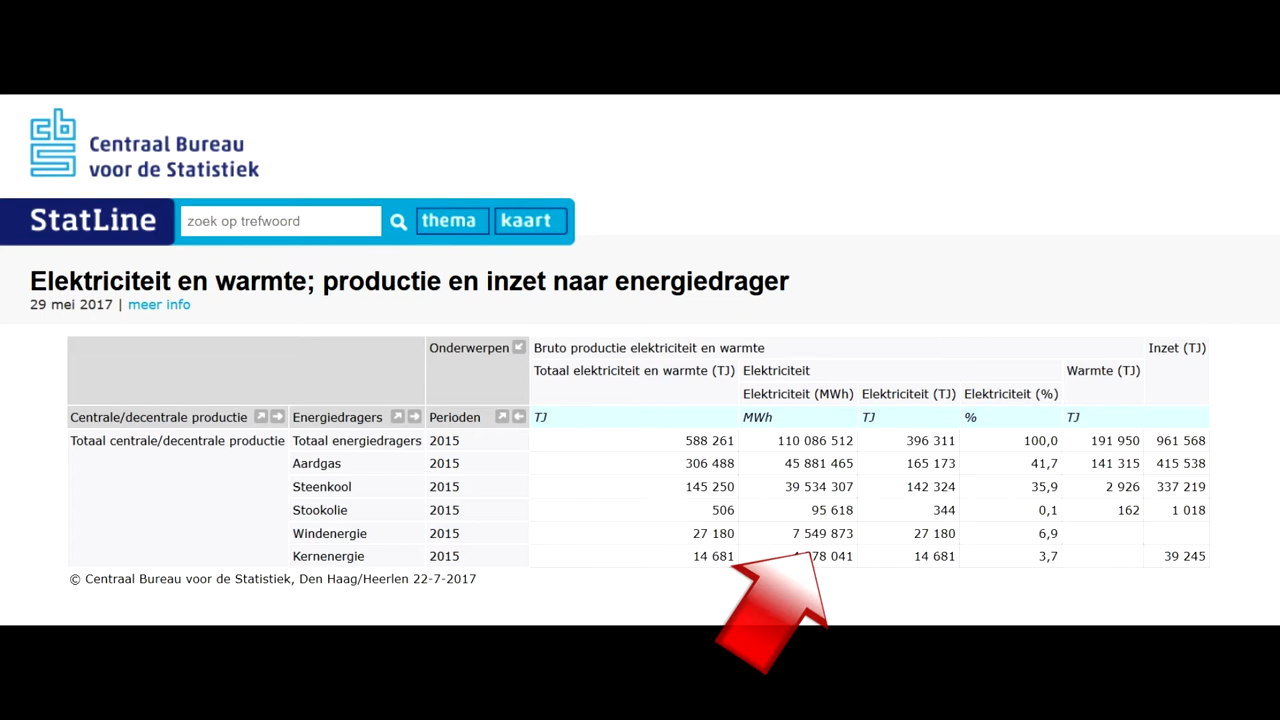 cbs
Centraal Bureau
voor de Statistiek
StatLine zoek op trefwoord thema kaart
Elektriciteit en warmte; productie en inzet naar energiedrager
29 mei 2017 | meer info
Onderwerpen Bruto productie elektriciteit en warmte Inzet (TJ)
Totaal elektriciteit en warmte (TJ) Elektriciteit Warmte (TJ)
Elektriciteit (MWh) Elektriciteit (TJ) Elektriciteit (%)
Centrale/decentrale productie Energiedragers Perioden TJ MWh TJ % TJ
Totaal centrale/decentrale productie Totaal energiedragers 2015 588 261 110 086 512 396 311 100,0 191 950 961 568
Aardgas 2015 306 488 45 881 465 165 173 41,7 141 315 415 538
Steenkool 2015 145 250 39 534 307 142 324 35,9 2 926 337 219
Stookolie 2015 506 95 618 344 0,1 162 1 018
Windenergie 2015 27 180 7 549 873 27 180 6,9
Kernenergie 2015 14 681 041 14 681 3,7 39 245
© Centraal Bureau voor de Statistiek, Den Haag/Heerlen 22-7-2017